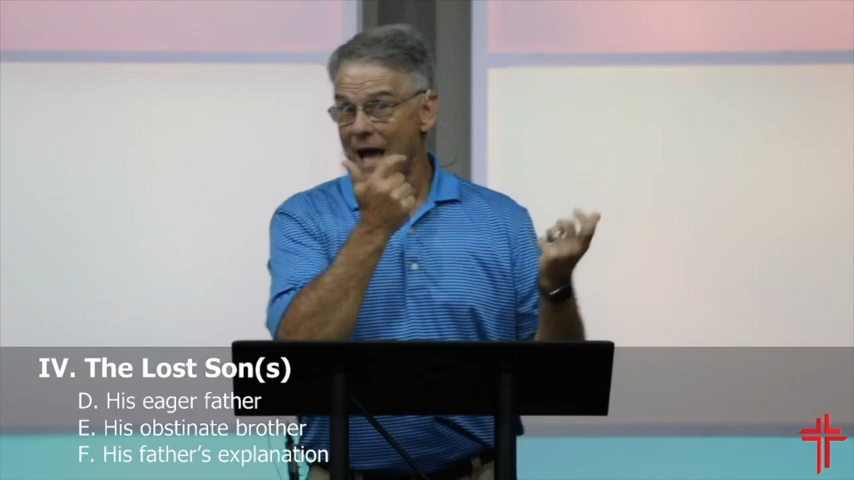 IV. The Lost Son(s)
D. His eager father
E. His obstinate brother
F. His father's explanation